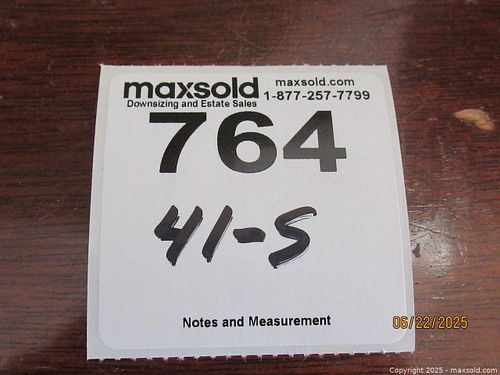 maxsold maxsold.com
Downsizing and Estate Sales 1-877-257-7799
764
41-S
Notes and Measurement
06/22/2025
Copyright 2025 - maxsold.com